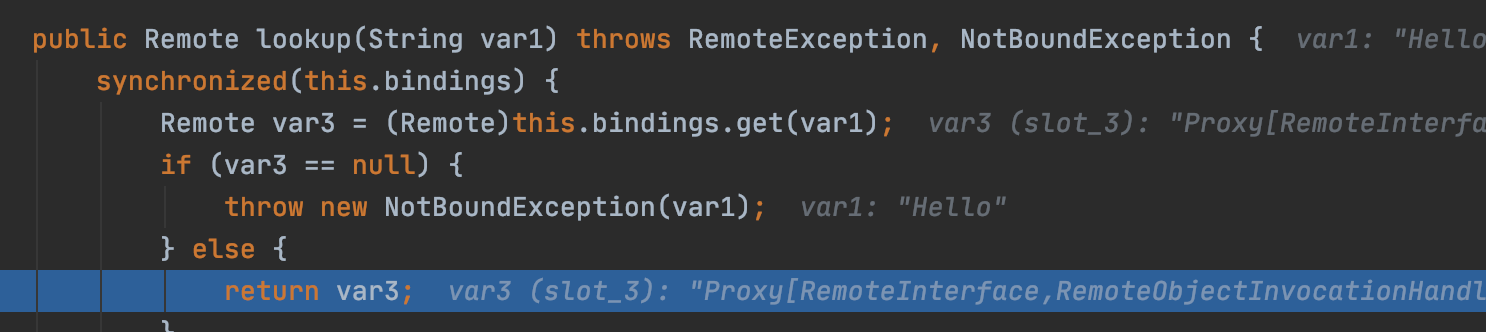 public Remote lookup(String var1) throws RemoteException, NotBoundException {  var1: "Hello
synchronized(this.bindings) {
Remote var3 = (Remote)this.bindings.get(var1);  var3 (slot_3): "Proxy[RemoteInterfa
if (var3 == null) {
throw new NotBoundException(var1);  var1: "Hello"
} else {
return var3;  var3 (slot_3): "Proxy[RemoteInterface,RemoteObjectInvocationHandl
}